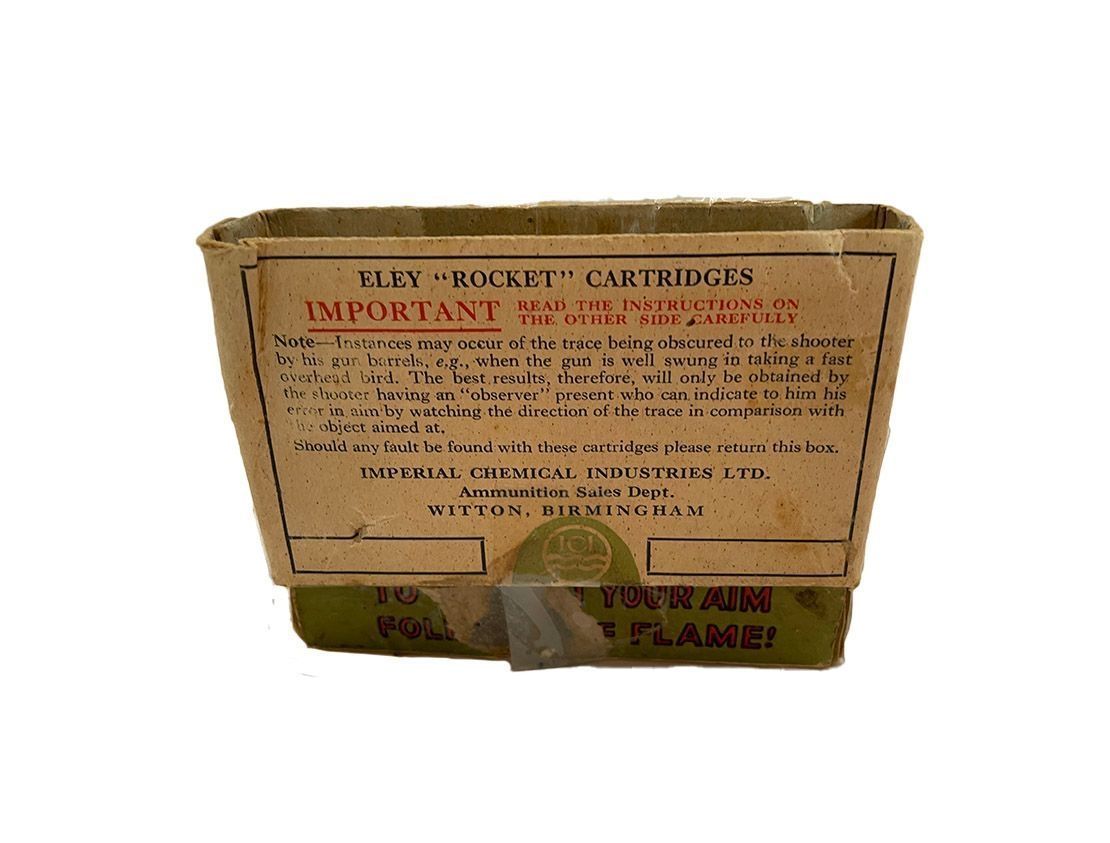 ELEY "ROCKET" CARTRIDGES
IMPORTANT READ THE INSTRUCTIONS ON
THE OTHER SIDE CAREFULLY
Note—Instances may occur of the trace being obscured to the shooter
by his gun barrels, e.g., when the gun is well swung in taking a fast
overhead bird. The best results, therefore, will only be obtained by
the shooter having an "observer" present who can indicate to him his
error in aim by watching the direction of the trace in comparison with
the object aimed at.
Should any fault be found with these cartridges please return this box.
IMPERIAL CHEMICAL INDUSTRIES LTD.
Ammunition Sales Dept.
WITTON, BIRMINGHAM
ICI
TO YOUR AIM
FLAME!